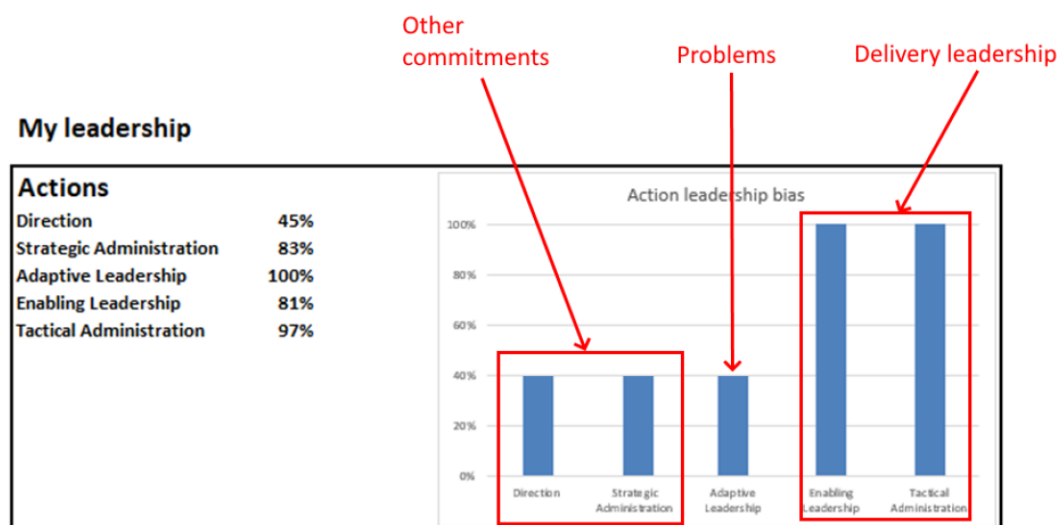 Other
commitments
Problems
Delivery leadership
My leadership
Actions
Direction 45%
Strategic Administration 83%
Adaptive Leadership 100%
Enabling Leadership 81%
Tactical Administration 97%
Action leadership bias
100%
80%
60%
40%
20%
0%
Direction
Strategic
Administration
Adaptive
Leadership
Enabling
Leadership
Tactical
Administration